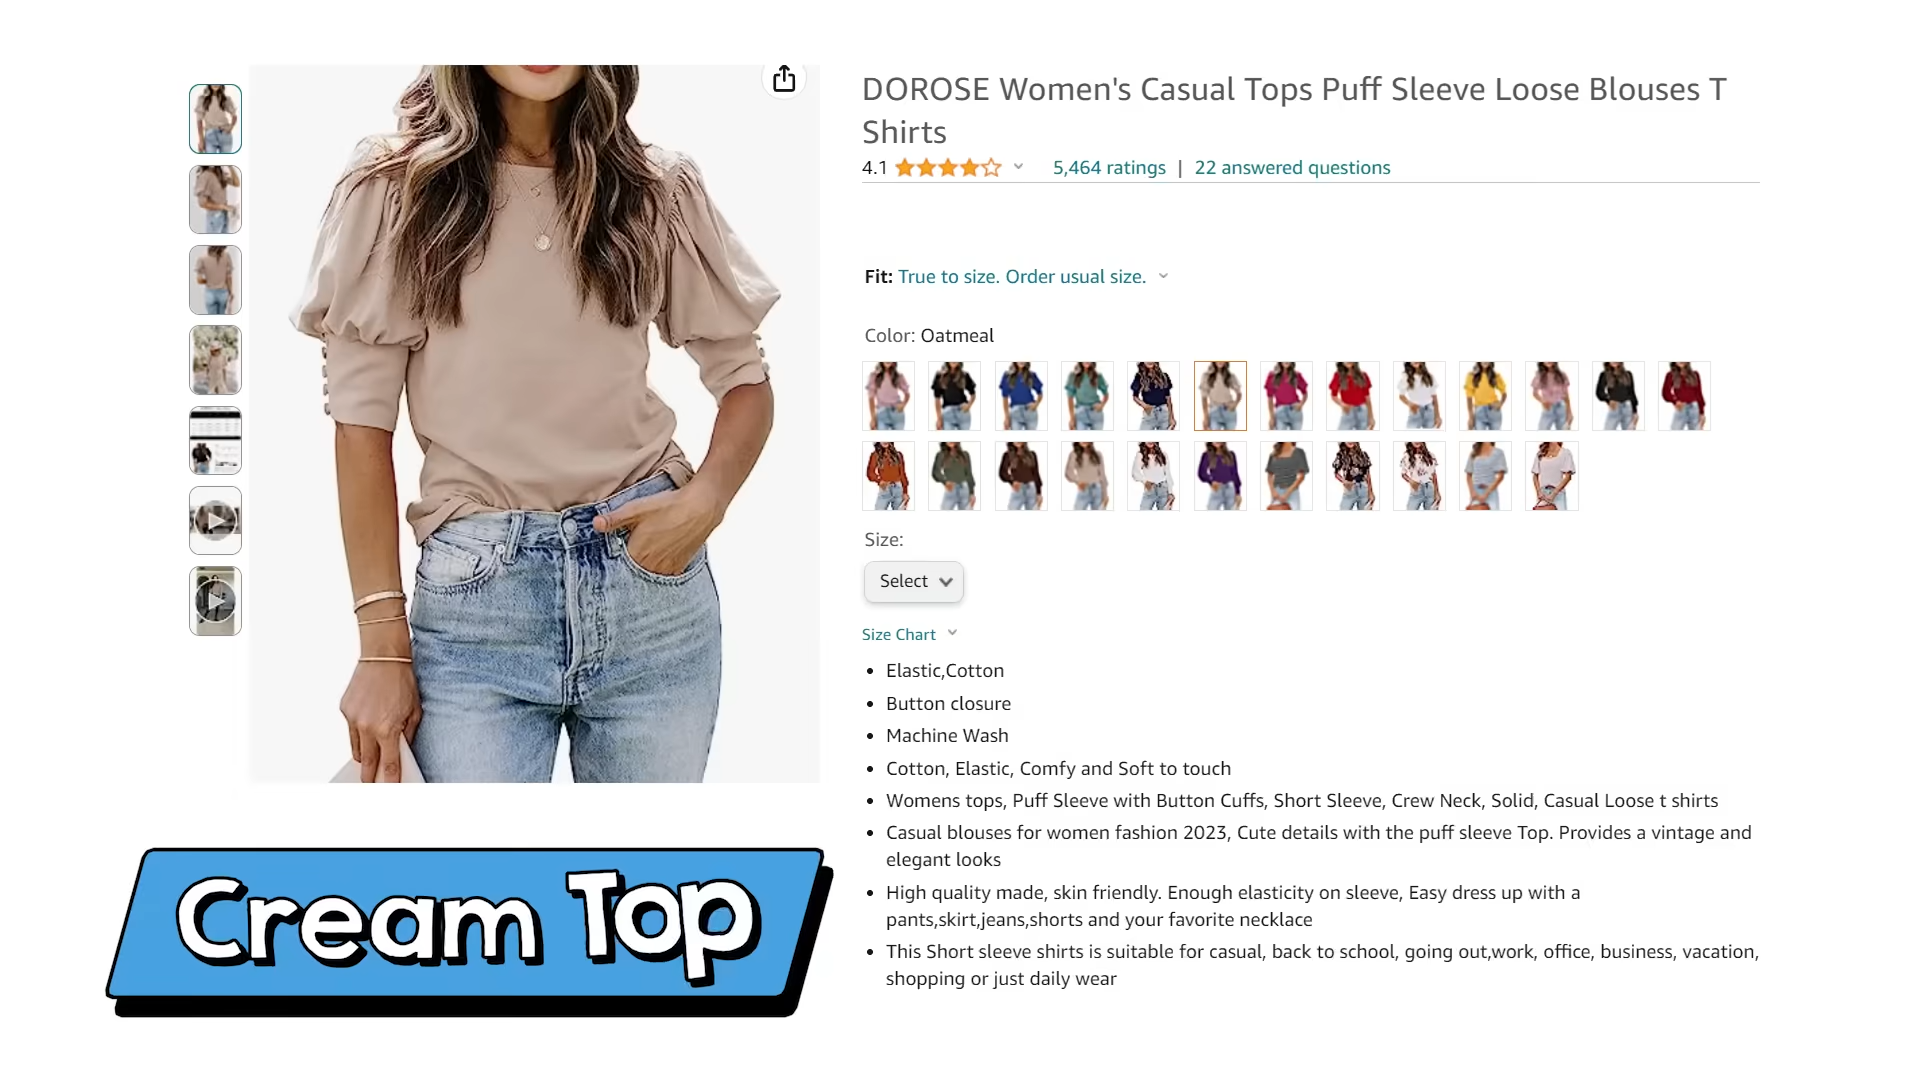 DOROSE Women's Casual Tops Puff Sleeve Loose Blouses T
Shirts
4.1
5,464 ratings | 22 answered questions
Fit: True to size. Order usual size.
Color: Oatmeal
Size:
Select
Size Chart
• Elastic,Cotton
• Button closure
• Machine Wash
• Cotton, Elastic, Comfy and Soft to touch
• Womens tops, Puff Sleeve with Button Cuffs, Short Sleeve, Crew Neck, Solid, Casual Loose t shirts
• Casual blouses for women fashion 2023, Cute details with the puff sleeve Top. Provides a vintage and
elegant looks
• High quality made, skin friendly. Enough elasticity on sleeve, Easy dress up with a
pants,skirt,jeans,shorts and your favorite necklace
• This Short sleeve shirts is suitable for casual, back to school, going out,work, office, business, vacation,
shopping or just daily wear
Cream Top